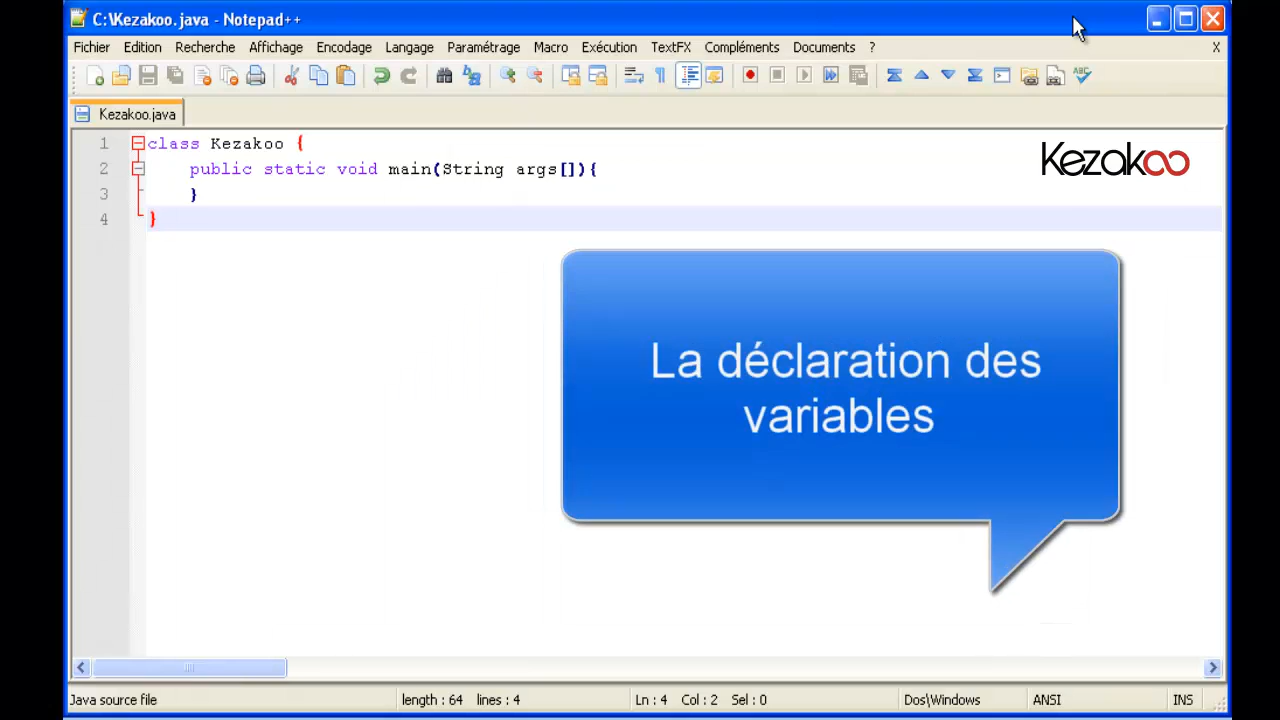 C:\Kezakoo.java - Notepad++
Fichier Edition Recherche Affichage Encodage Langage Paramétrage Macro Exécution TextFX Compléments Documents ? X
Kezakoo.java
1 class Kezakoo {
2 public static void main(String args[]){
3 }
4 }
Kezakoo
La déclaration des
variables
Java source file length : 64 lines : 4 Ln : 4 Col : 2 Sel : 0 Dos\Windows ANSI INS